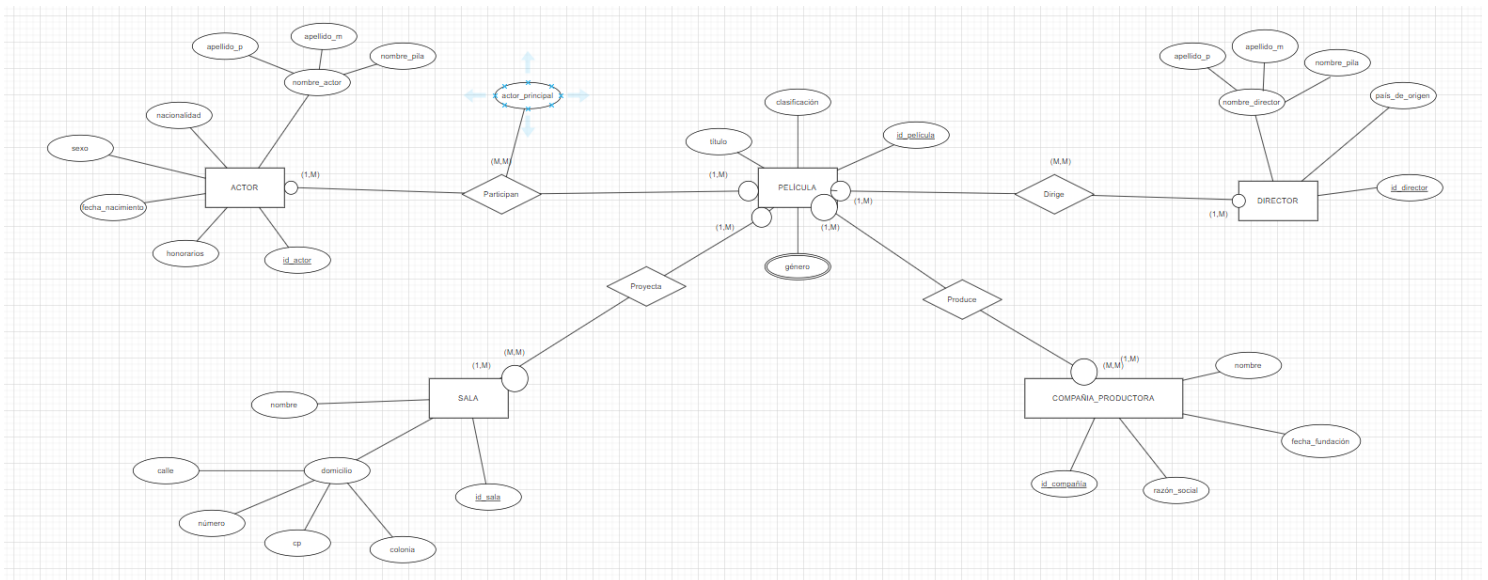 apellido_m
apellido_p
nombre_pila
nombre_actor
actor_principal
nacionalidad
sexo
(1,M)
ACTOR
fecha_nacimiento
honorarios
id_actor
(M,M)
Participan
clasificación
título
id_película
(1,M)
PELÍCULA
(1,M)
(1,M)
(1,M)
género
(M,M)
Dirige
apellido_m
apellido_p
nombre_pila
nombre_director
país_de_origen
id_director
DIRECTOR
(1,M)
Proyecta
Produce
(M,M)
(1,M)
SALA
nombre
domicilio
calle
número
cp
colonia
id_sala
(1,M)
(M,M)
COMPAÑIA_PRODUCTORA
nombre
fecha_fundación
id_compañía
razón_social